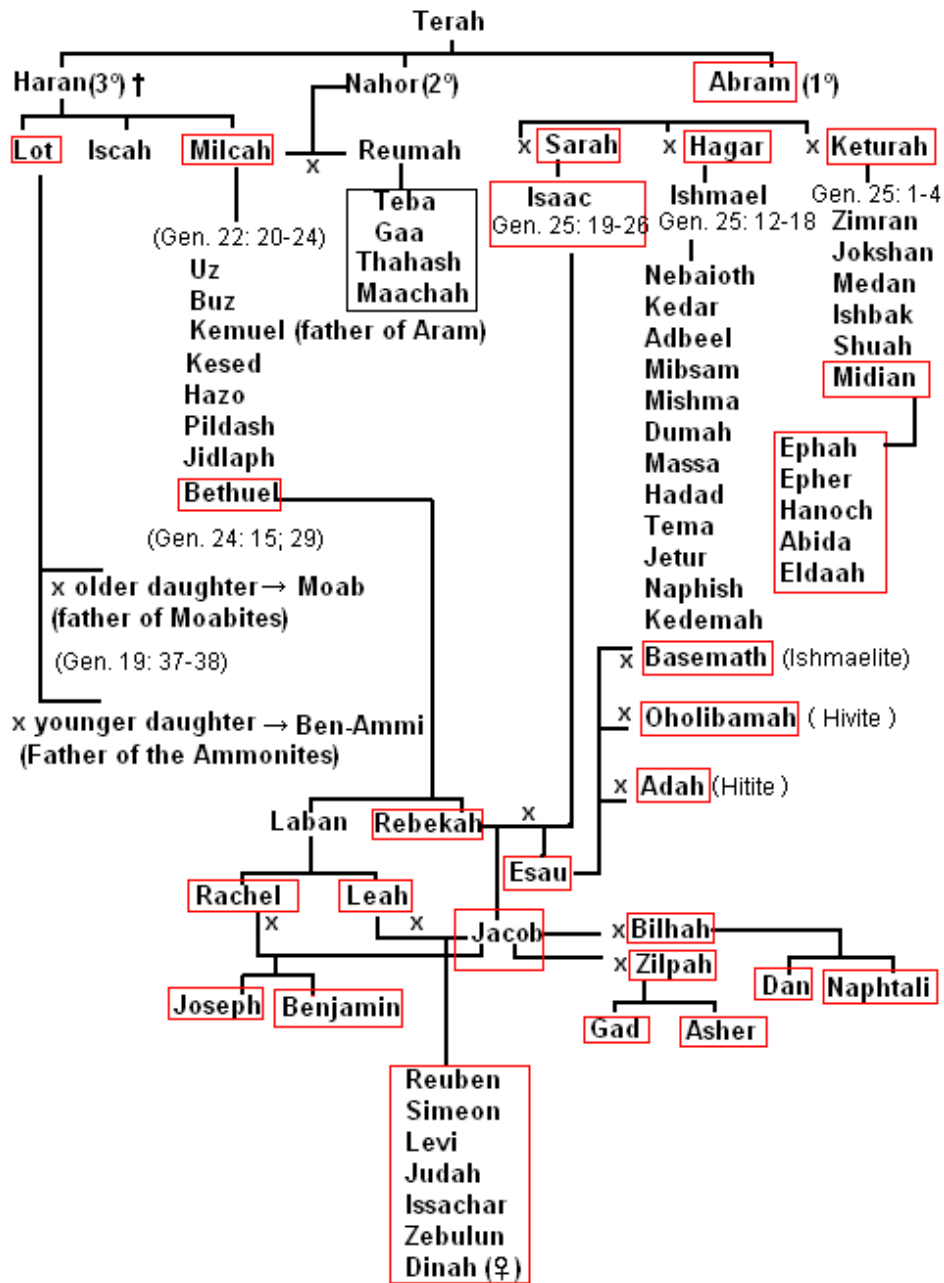 Terah
Haran(3º) † Nahor(2º) Abram (1º)
Lot Iscah Milcah x Reumah x Sarah x Hagar x Keturah
Teba
Gaa
Thahash
Maachah
Isaac
Gen. 25: 19-26
Ishmael
Gen. 25: 12-18
Gen. 25: 1-4
Zimran
Jokshan
Medan
Ishbak
Shuah
Midian
(Gen. 22: 20-24)
Uz
Buz
Kemuel (father of Aram)
Kesed
Hazo
Pildash
Jidlaph
Bethuel
(Gen. 24: 15; 29)
Nebaioth
Kedar
Adbeel
Mibsam
Mishma
Dumah
Massa
Hadad
Tema
Jetur
Naphish
Kedemah
Ephah
Epher
Hanoch
Abida
Eldaah
x older daughter → Moab
(father of Moabites)
(Gen. 19: 37-38)
x younger daughter → Ben-Ammi
(Father of the Ammonites)
x Basemath (Ishmaelite)
x Oholibamah ( Hivite )
x Adah (Hitite )
Laban Rebekah x
Esau
Rachel Leah
x x Jacob x Bilhah
x Zilpah
Joseph Benjamin
Dan Naphtali
Gad Asher
Reuben
Simeon
Levi
Judah
Issachar
Zebulun
Dinah (♀)